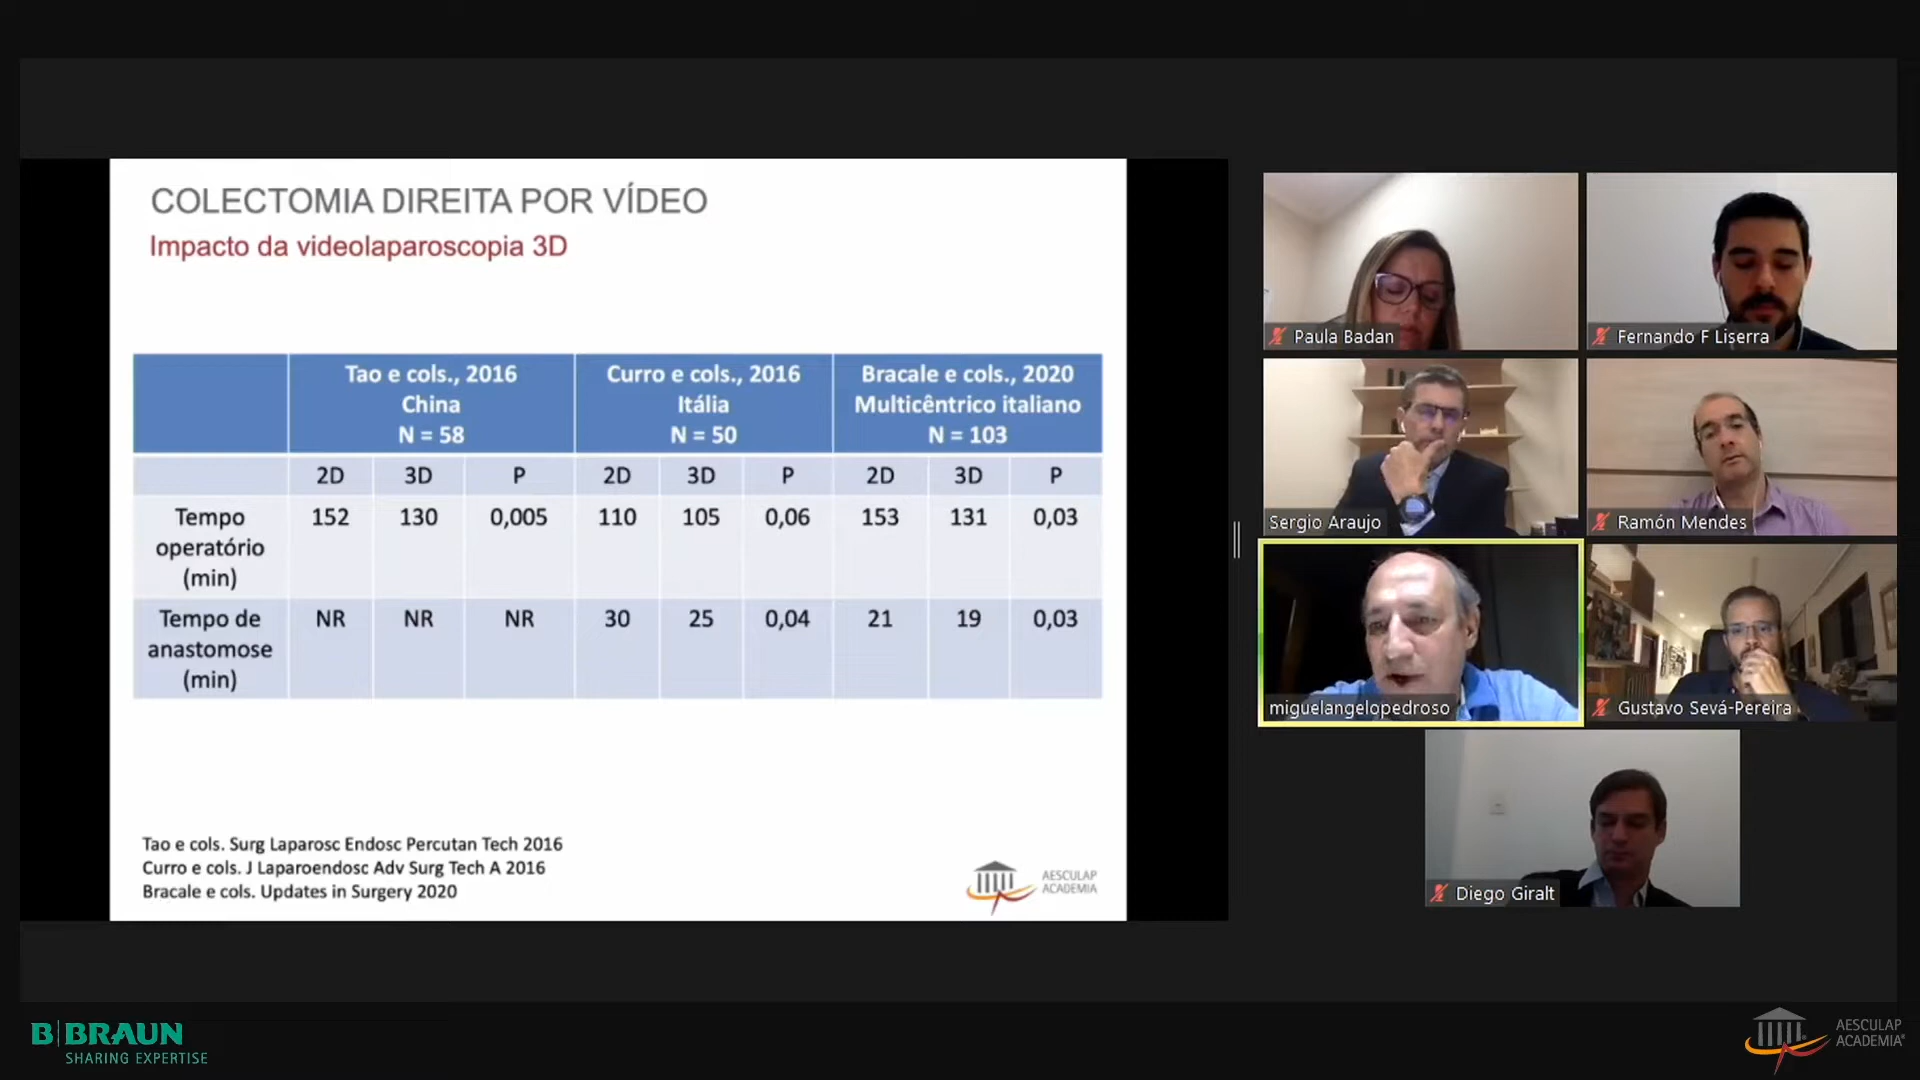 COLECTOMIA DIREITA POR VÍDEO
Impacto da videolaparoscopia 3D
Tao e cols., 2016
China
N = 58
Curro e cols., 2016
Itália
N = 50
Bracale e cols., 2020
Multicêntrico italiano
N = 103
2D 3D P 2D 3D P 2D 3D P
Tempo operatório (min) 152 130 0,005 110 105 0,06 153 131 0,03
Tempo de anastomose (min) NR NR NR 30 25 0,04 21 19 0,03
Tao e cols. Surg Laparosc Endosc Percutan Tech 2016
Curro e cols. J Laparoendosc Adv Surg Tech A 2016
Bracale e cols. Updates in Surgery 2020
AESCULAP
ACADEMIA
Paula Badan
Fernando F Liserra
Sergio Araujo
Ramón Mendes
miguelangelopedroso
Gustavo Sevá-Pereira
Diego Giralt
B|BRAUN
SHARING EXPERTISE
AESCULAP
ACADEMIA®